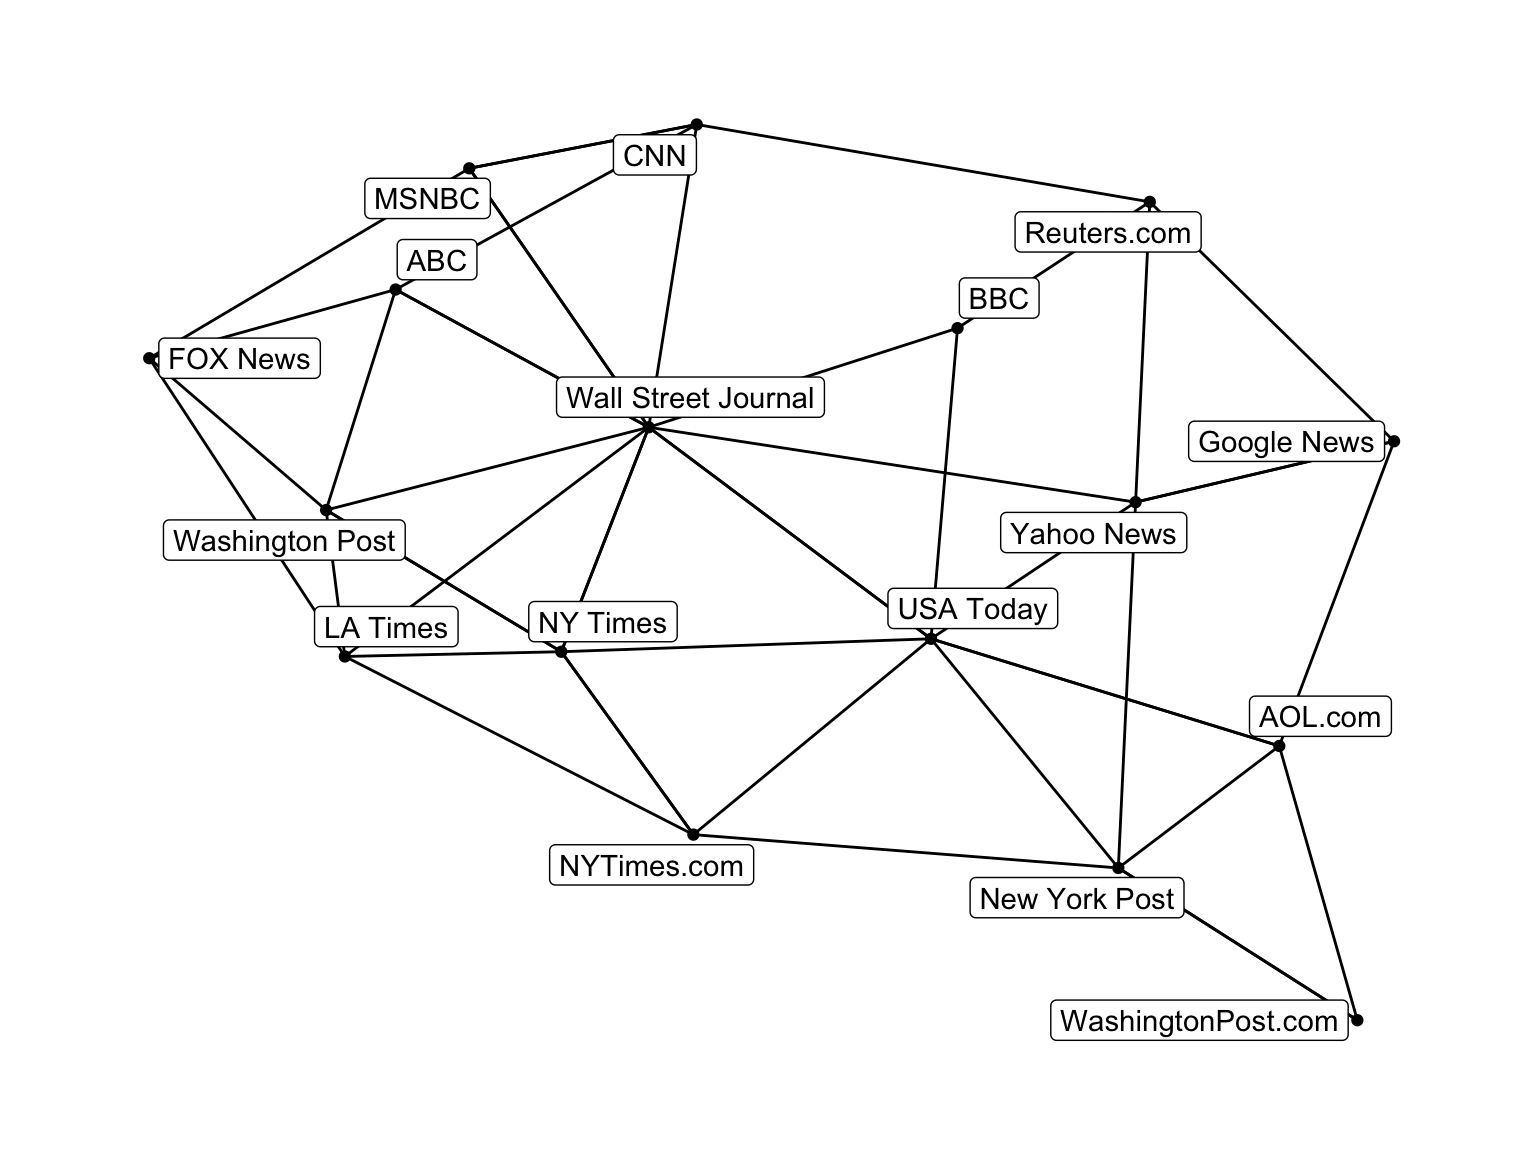 CNN
MSNBC
Reuters.com
ABC
BBC
FOX News
Wall Street Journal
Google News
Yahoo News
Washington Post
USA Today
NY Times
LA Times
AOL.com
NYTimes.com
New York Post
WashingtonPost.com